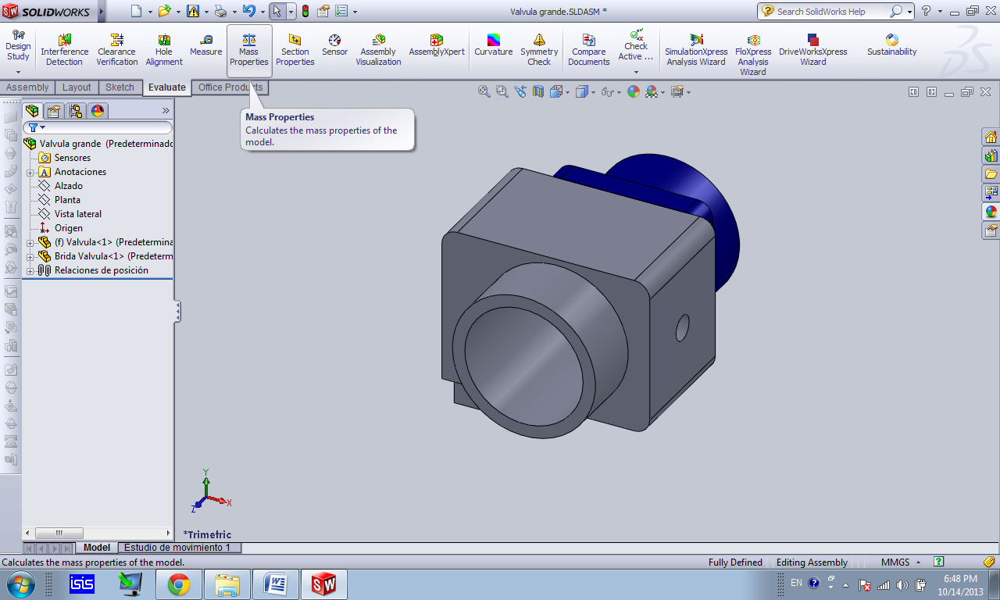 SOLIDWORKS
Valvula grande.SLDASM *
Search SolidWorks Help
Design Study
Interference Detection
Clearance Verification
Hole Alignment
Measure
Mass Properties
Section Properties
Sensor
Assembly Visualization
AssemblyXpert
Curvature
Symmetry Check
Compare Documents
Check Active ...
SimulationXpress Analysis Wizard
FloXpress Analysis Wizard
DriveWorksXpress Wizard
Sustainability
Assembly
Layout
Sketch
Evaluate
Office Products
Mass Properties
Calculates the mass properties of the
model.
Valvula grande (Predeterminado
Sensores
Anotaciones
Alzado
Planta
Vista lateral
Origen
(f) Valvula<1> (Predetermina
Brida Valvula<1> (Predeterm
Relaciones de posición
Y
X
Z
*Trimetric
Model
Estudio de movimiento 1
Calculates the mass properties of the model.
Fully Defined
Editing Assembly
MMGS
isis
EN
6:48 PM
10/14/2013